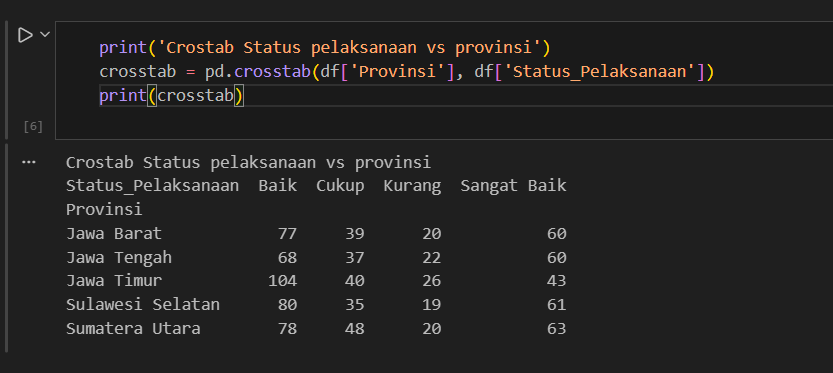 print('Crostab Status pelaksanaan vs provinsi')
crosstab = pd.crosstab(df['Provinsi'], df['Status_Pelaksanaan'])
print(crosstab)
[6]
... Crostab Status pelaksanaan vs provinsi
Status_Pelaksanaan  Baik  Cukup  Kurang  Sangat Baik
Provinsi
Jawa Barat            77     39      20           60
Jawa Tengah           68     37      22           60
Jawa Timur           104     40      26           43
Sulawesi Selatan      80     35      19           61
Sumatera Utara        78     48      20           63